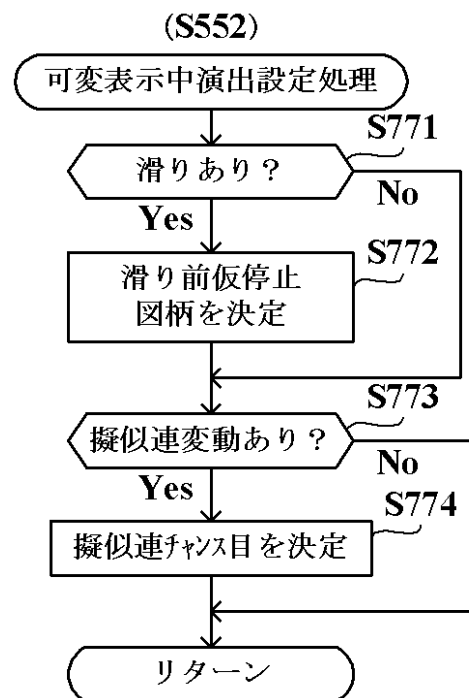 (S552)
可変表示中演出設定処理
S771
滑りあり？
No
Yes
S772
滑り前仮停止
図柄を決定
S773
擬似連変動あり？
No
Yes
S774
擬似連ﾁｬﾝｽ目を決定
リターン